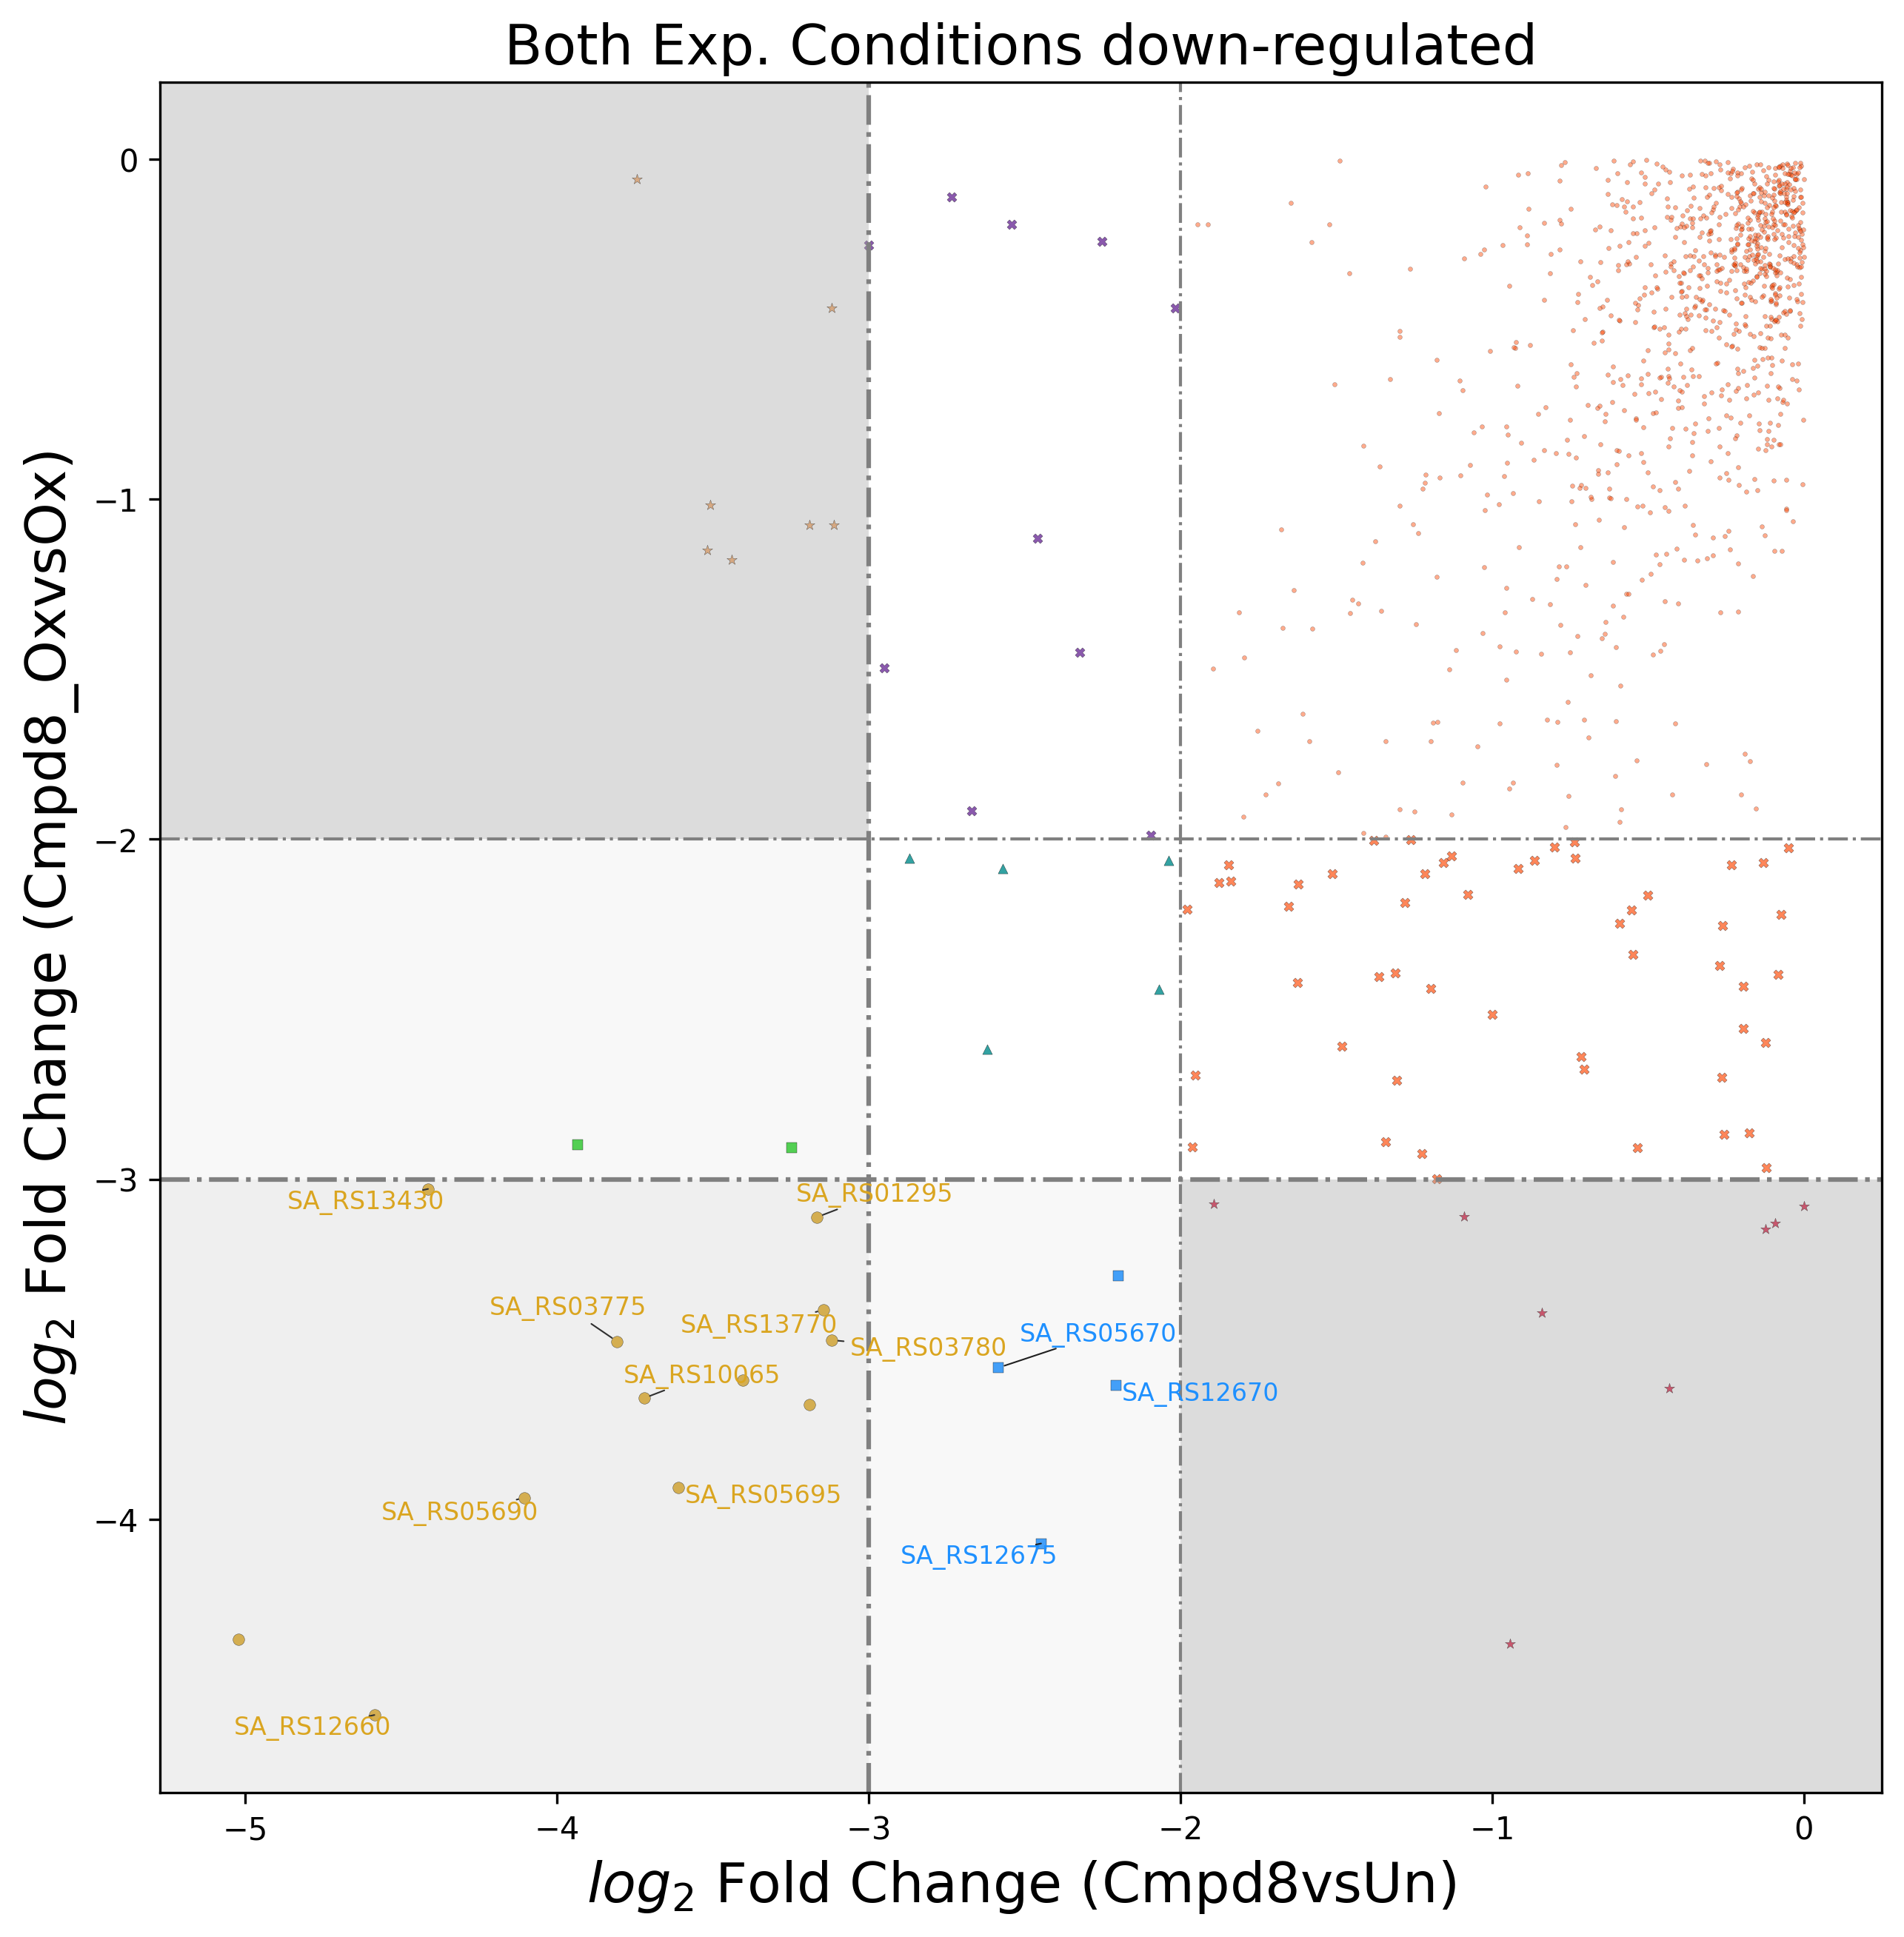 Both Exp. Conditions down-regulated
log2 Fold Change (Cmpd8_OxvsOx)
0
−1
−2
−3
−4
SA_RS13430
SA_RS01295
SA_RS03775
SA_RS13770
SA_RS03780
SA_RS05670
SA_RS10065
SA_RS12670
SA_RS05695
SA_RS05690
SA_RS12675
SA_RS12660
−5
−4
−3
−2
−1
0
log2 Fold Change (Cmpd8vsUn)